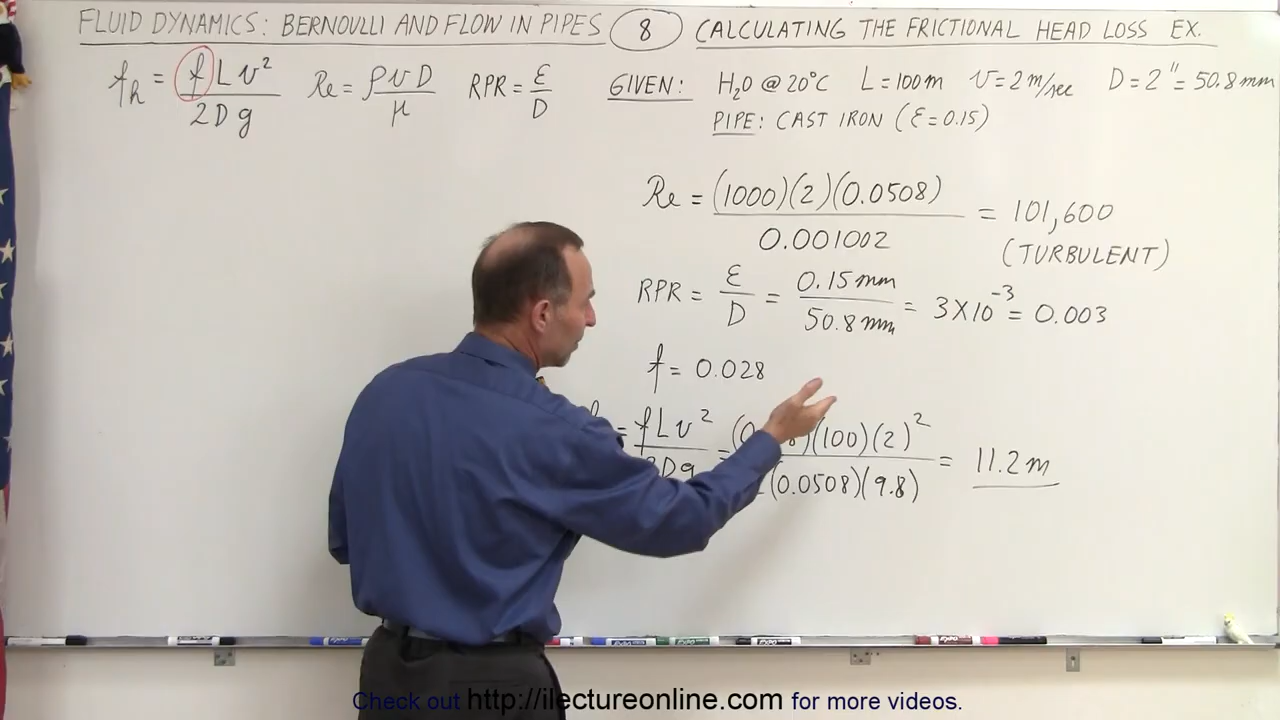 FLUID DYNAMICS: BERNOULLI AND FLOW IN PIPES 8 CALCULATING THE FRICTIONAL HEAD LOSS EX.
f_h = fLv²/2Dg Re = ρvD/μ RPR = ε/D GIVEN: H₂O @ 20°C L = 100m v = 2 m/sec D = 2" = 50.8 mm
PIPE: CAST IRON (ε = 0.15)
Re = (1000)(2)(0.0508)/0.001002 = 101,600
(TURBULENT)
RPR = ε/D = 0.15 mm/50.8 mm = 3 X 10⁻³ = 0.003
f = 0.028
= fLv²/2Dg = (100)(2)²/(0.0508)(9.8) = 11.2 m
EXPO
Check out http://ilectureonline.com for more videos.